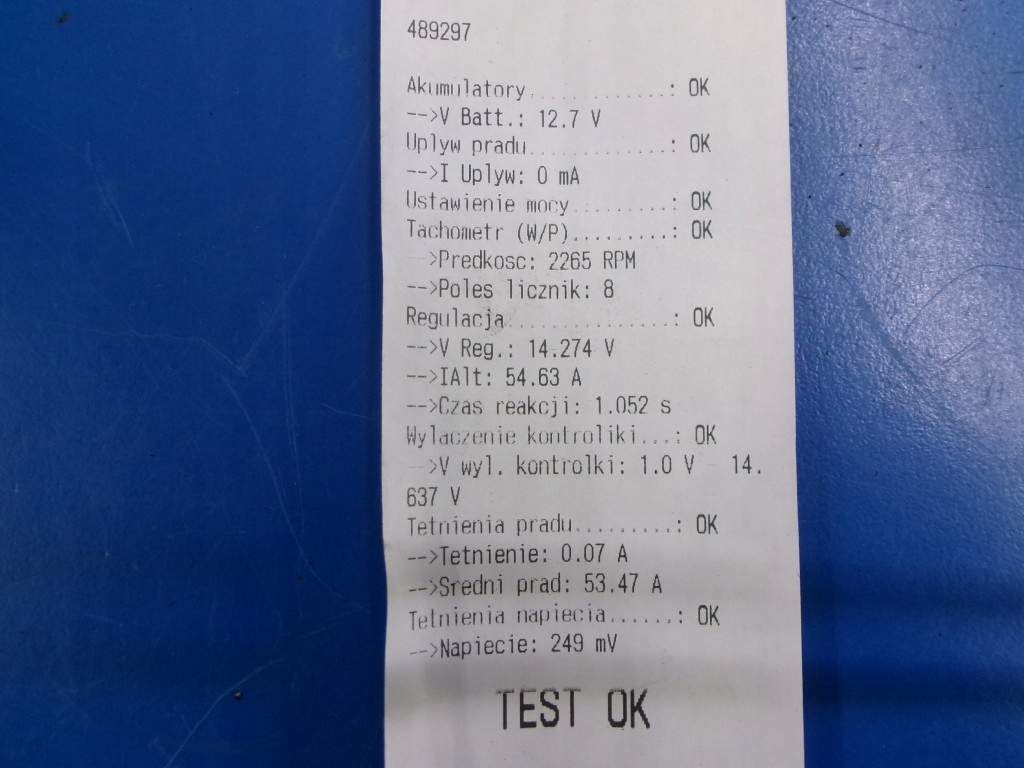 489297
Akumulatory.............: OK
-->V Batt.: 12.7 V
Uplyw pradu.............: OK
-->I Uplyw: 0 mA
Ustawienie mocy.........: OK
Tachometr (W/P).........: OK
-->Predkosc: 2265 RPM
-->Poles licznik: 8
Regulacja...............: OK
-->V Reg.: 14.274 V
-->IAlt: 54.63 A
-->Czas reakcji: 1.052 s
Wylaczenie kontroliki...: OK
-->V wyl. kontrolki: 1.0 V - 14.
637 V
Tetnienia pradu.........: OK
-->Tetnienie: 0.07 A
-->Sredni prad: 53.47 A
Tetnienia napiecia......: OK
-->Napiecie: 249 mV
TEST OK